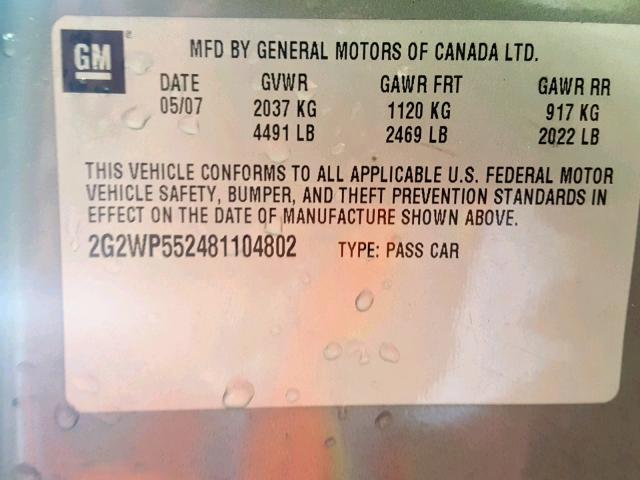 GM
MFD BY GENERAL MOTORS OF CANADA LTD.
DATE GVWR GAWR FRT GAWR RR
05/07 2037 KG 1120 KG 917 KG
4491 LB 2469 LB 2022 LB
THIS VEHICLE CONFORMS TO ALL APPLICABLE U.S. FEDERAL MOTOR
VEHICLE SAFETY, BUMPER, AND THEFT PREVENTION STANDARDS IN
EFFECT ON THE DATE OF MANUFACTURE SHOWN ABOVE.
2G2WP552481104802 TYPE: PASS CAR